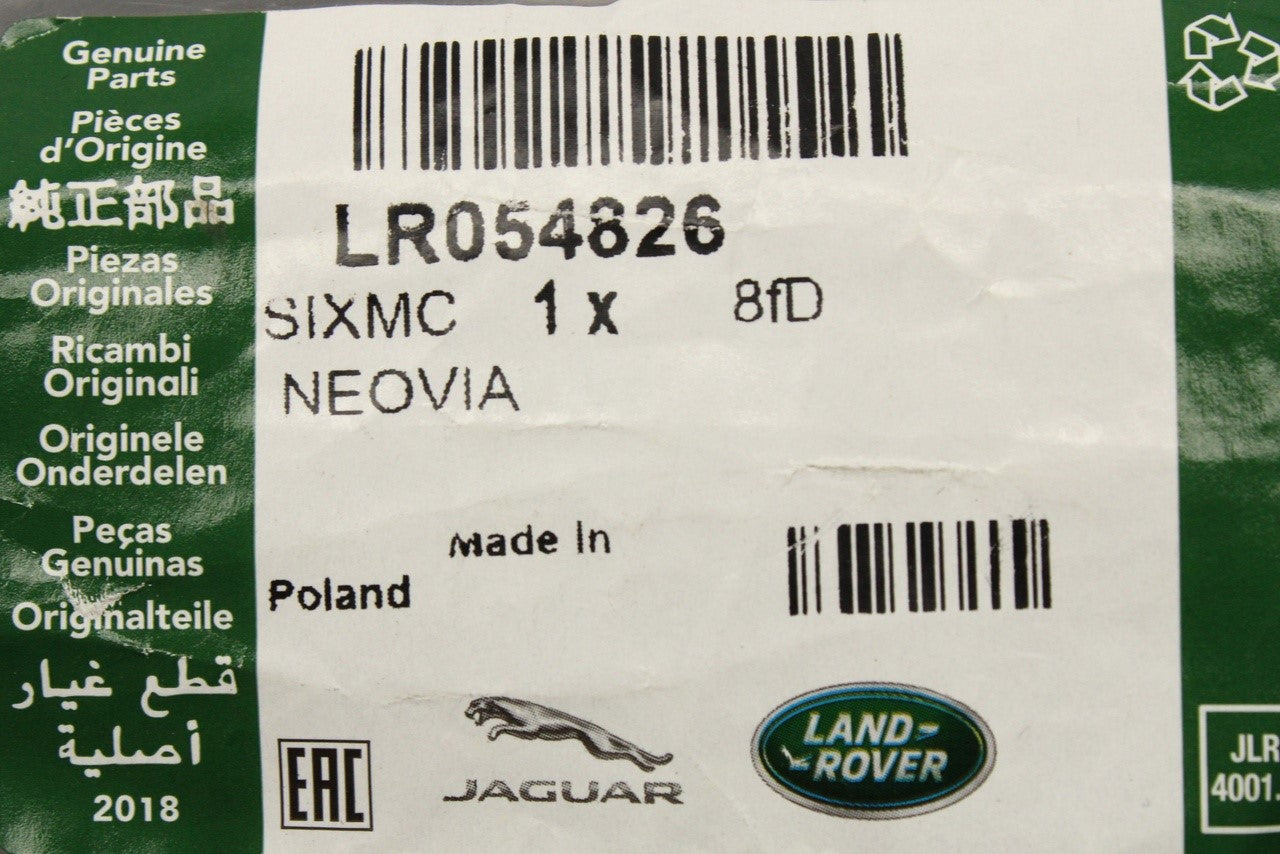 Genuine
Parts
Pièces
d'Origine
純正部品
Piezas
Originales
Ricambi
Originali
Originele
Onderdelen
Peças
Genuinas
Originalteile
قطع غيار
أصلية
2018
LR054826
SIXMC 1 x 8fD
NEOVIA
Made In
Poland
EAC
JAGUAR
LAND-
-ROVER
JLR
4001.